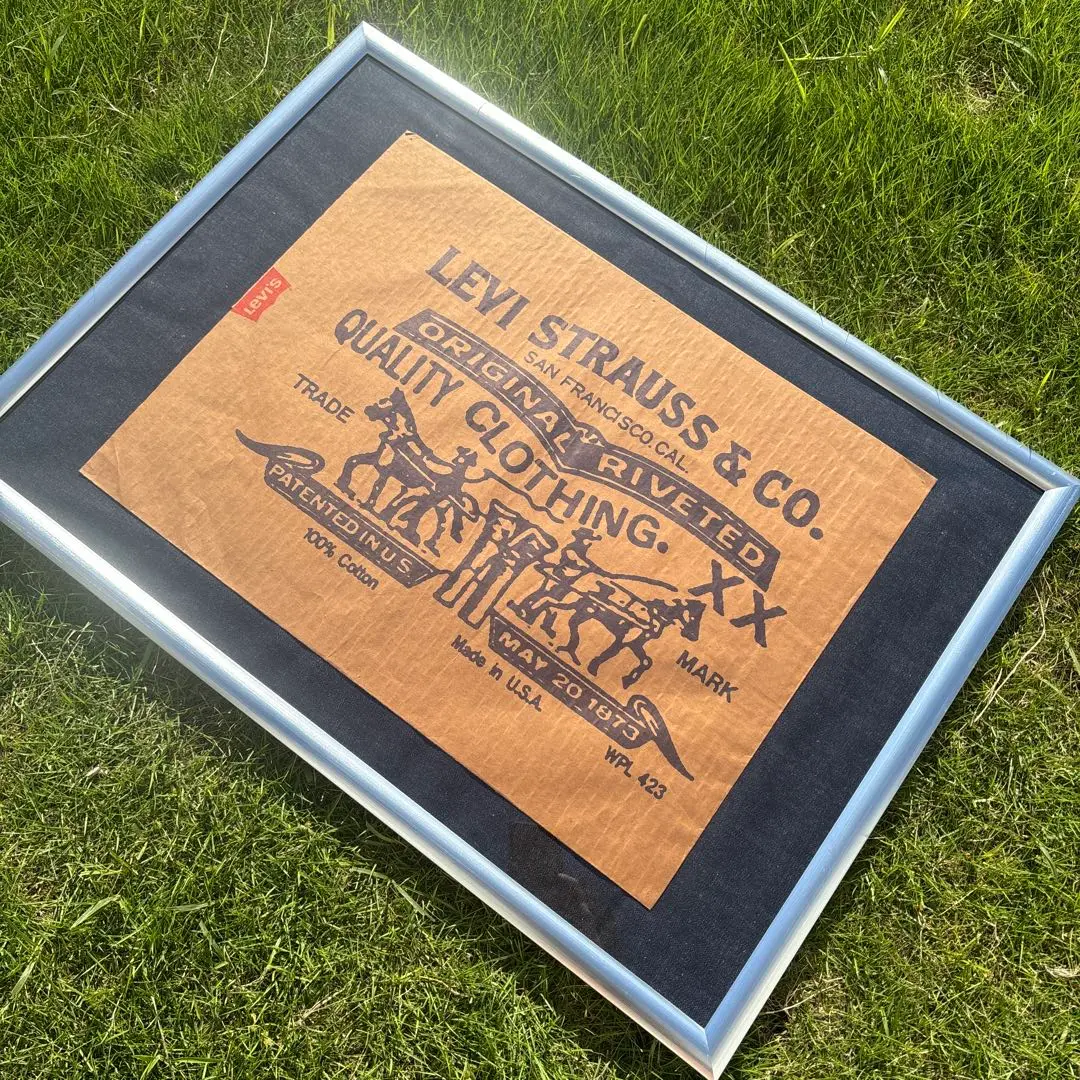 Levi's
LEVI STRAUSS & CO.
SAN FRANCISCO.CAL.
ORIGINAL RIVETED
QUALITY CLOTHING.
XX
TRADE
MARK
PATENTED IN U.S.
MAY 20 1873
100% Cotton
Made in U.S.A.
WPL 423